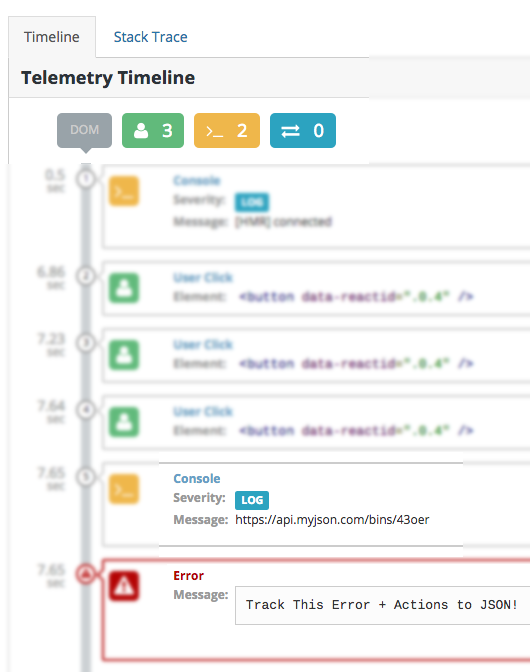 Timeline
Stack Trace
Telemetry Timeline
DOM
3
>_ 2
0
0.5
sec
1
Console
Severity: LOG
Message: [HMR] connected
6.86
sec
2
User Click
Element: <button data-reactid=".0.4" />
7.23
sec
3
User Click
Element: <button data-reactid=".0.4" />
7.64
sec
4
User Click
Element: <button data-reactid=".0.4" />
7.65
sec
5
Console
Severity: LOG
Message: https://api.myjson.com/bins/43oer
7.65
sec
Error
Message:
Track This Error + Actions to JSON!